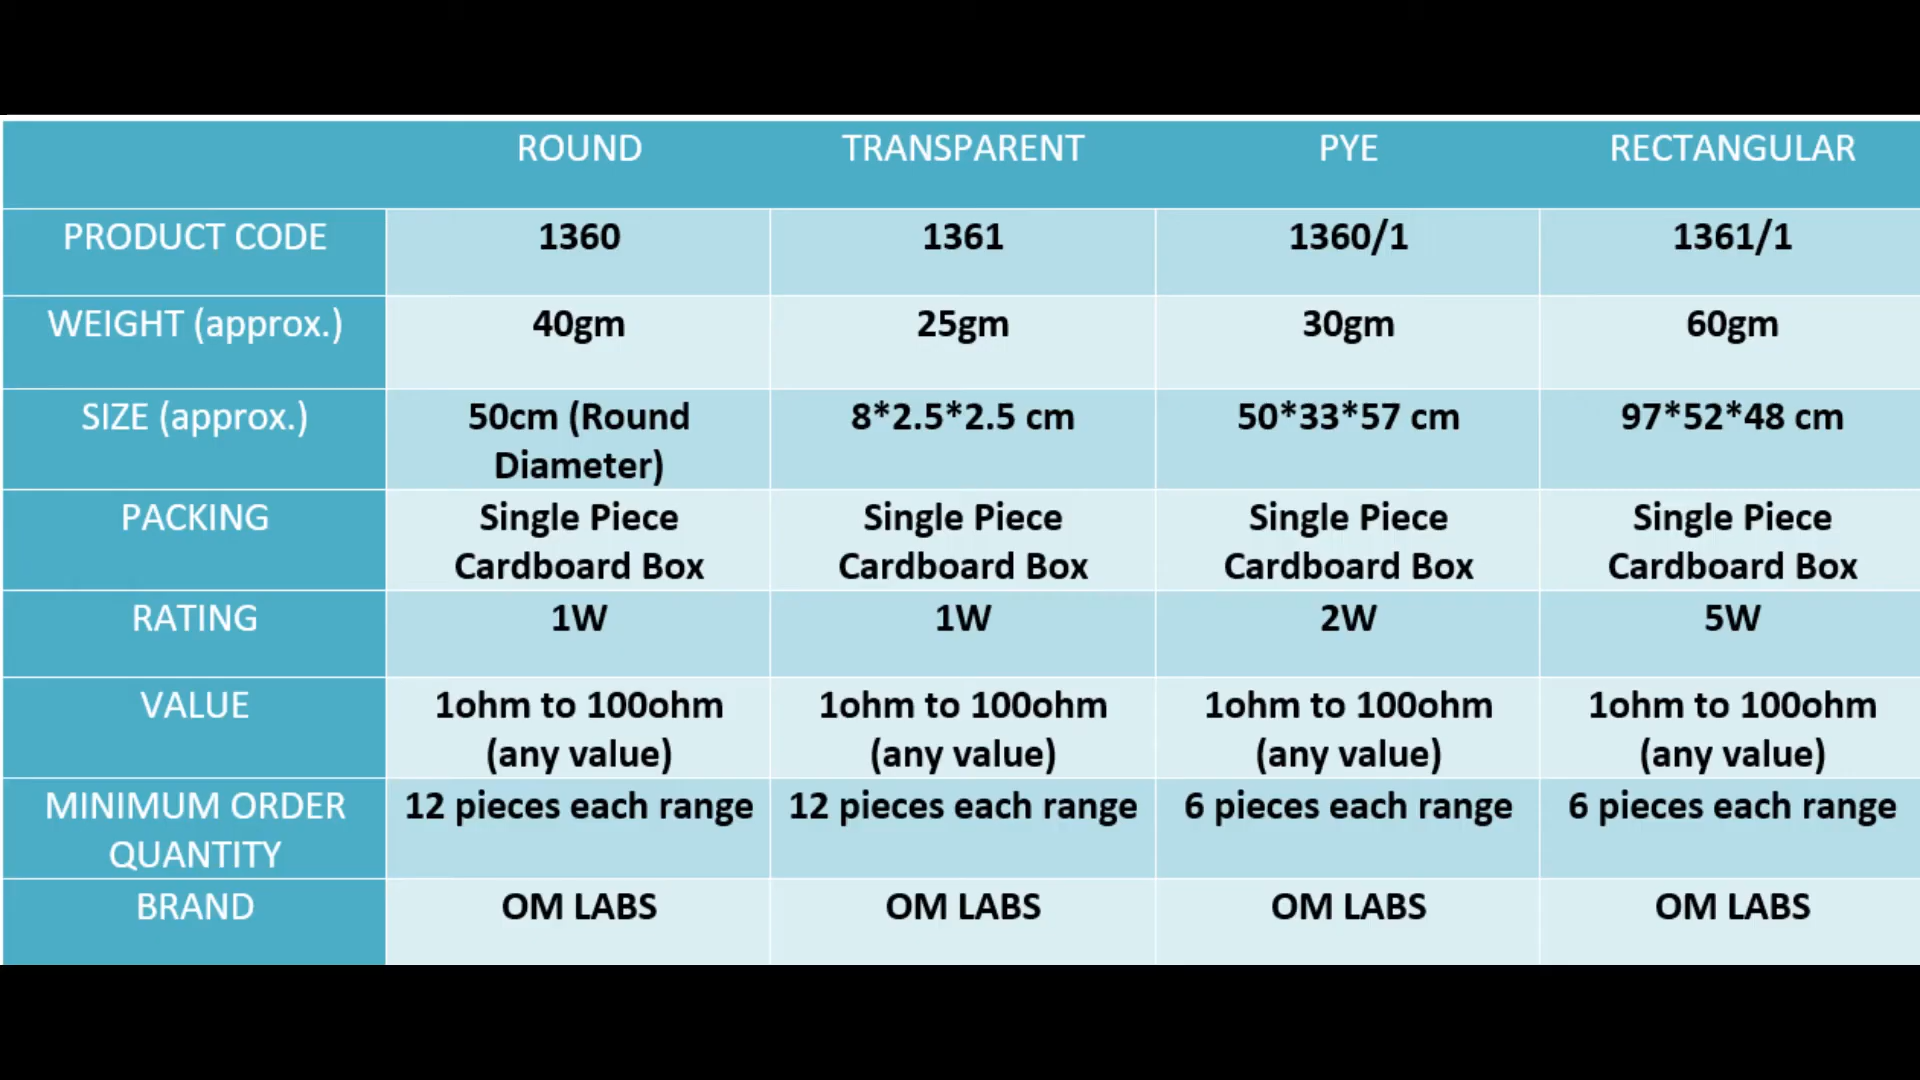 ROUND TRANSPARENT PYE RECTANGULAR
PRODUCT CODE 1360 1361 1360/1 1361/1
WEIGHT (approx.) 40gm 25gm 30gm 60gm
SIZE (approx.) 50cm (Round Diameter) 8*2.5*2.5 cm 50*33*57 cm 97*52*48 cm
PACKING Single Piece Cardboard Box Single Piece Cardboard Box Single Piece Cardboard Box Single Piece Cardboard Box
RATING 1W 1W 2W 5W
VALUE 1ohm to 100ohm (any value) 1ohm to 100ohm (any value) 1ohm to 100ohm (any value) 1ohm to 100ohm (any value)
MINIMUM ORDER QUANTITY 12 pieces each range 12 pieces each range 6 pieces each range 6 pieces each range
BRAND OM LABS OM LABS OM LABS OM LABS